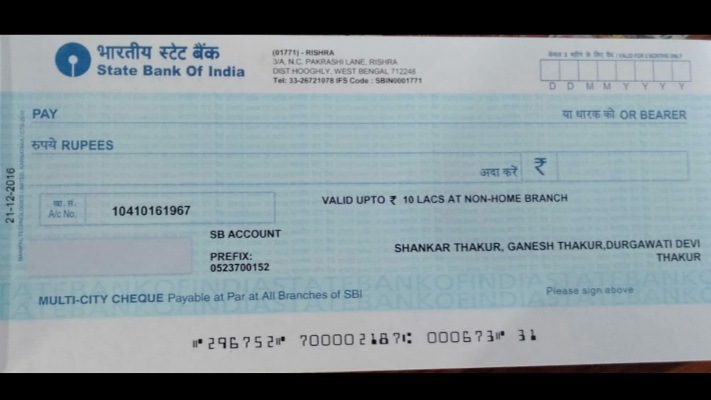 भारतीय स्टेट बैंक
State Bank Of India
(01771) - RISHRA
3/A, N.C. PAKRASHI LANE, RISHRA
DIST:HOOGHLY, WEST BENGAL 712248
Tel: 33-26721078 IFS Code : SBIN0001771
केवल 3 महीने के लिए वैध / VALID FOR 3 MONTHS ONLY
D D M M Y Y Y Y
PAY
या धारक को OR BEARER
रुपये RUPEES
अदा करें ₹
21-12-2016
खा. सं.
A/c No.
10410161967
VALID UPTO ₹ 10 LACS AT NON-HOME BRANCH
SB ACCOUNT
PREFIX:
0523700152
SHANKAR THAKUR, GANESH THAKUR,DURGAWATI DEVI
THAKUR
MULTI-CITY CHEQUE Payable at Par at All Branches of SBI
Please sign above
⑈296752⑈ 700002187⑆ 000673⑈ 31